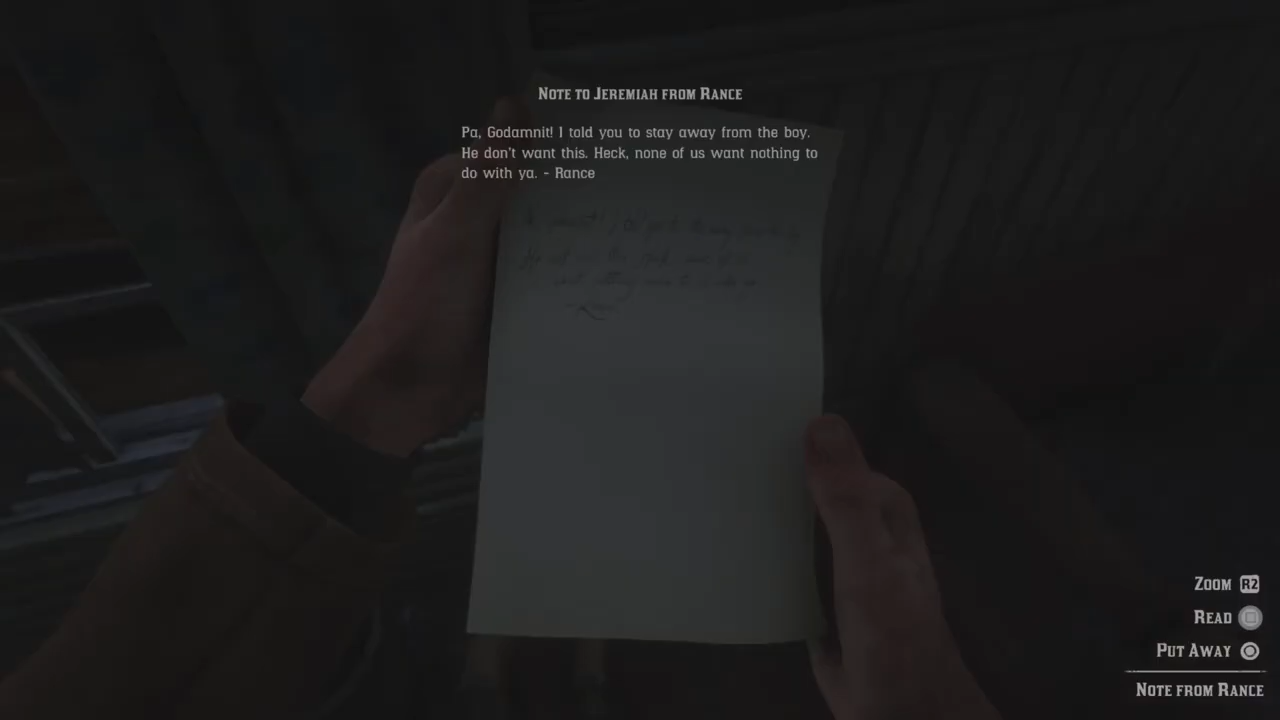 Note to Jeremiah from Rance
Pa, Godamnit! I told you to stay away from the boy.
He don't want this. Heck, none of us want nothing to
do with ya. - Rance
Zoom R2
Read
Put Away
Note from Rance